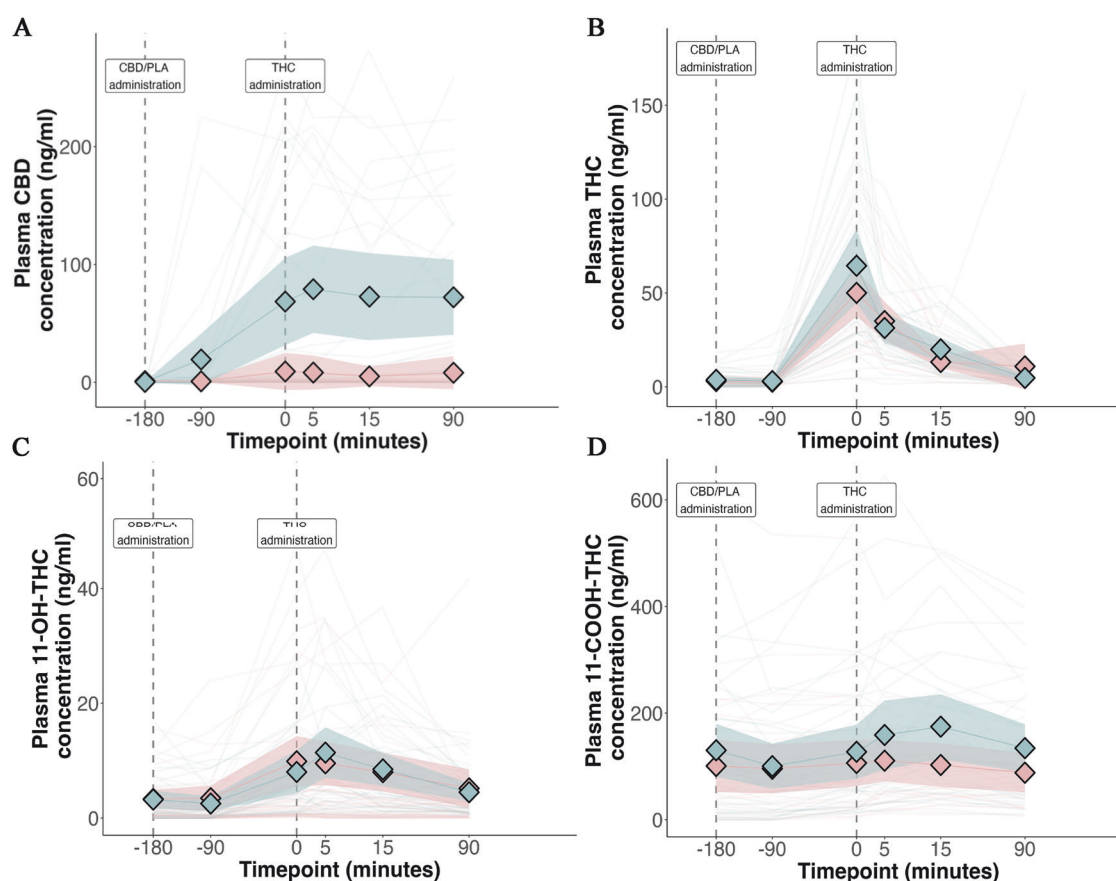 A
Plasma CBD
concentration (ng/ml)
200
100
0
CBD/PLA
administration
THC
administration
-180
-90
0
5
15
90
Timepoint (minutes)
B
Plasma THC
concentration (ng/ml)
150
100
50
0
CBD/PLA
administration
THC
administration
-180
-90
0
5
15
90
Timepoint (minutes)
C
Plasma 11-OH-THC
concentration (ng/ml)
60
40
20
0
administration
administration
-180
-90
0
5
15
90
Timepoint (minutes)
D
Plasma 11-COOH-THC
concentration (ng/ml)
600
400
200
0
CBD/PLA
administration
THC
administration
-180
-90
0
5
15
90
Timepoint (minutes)